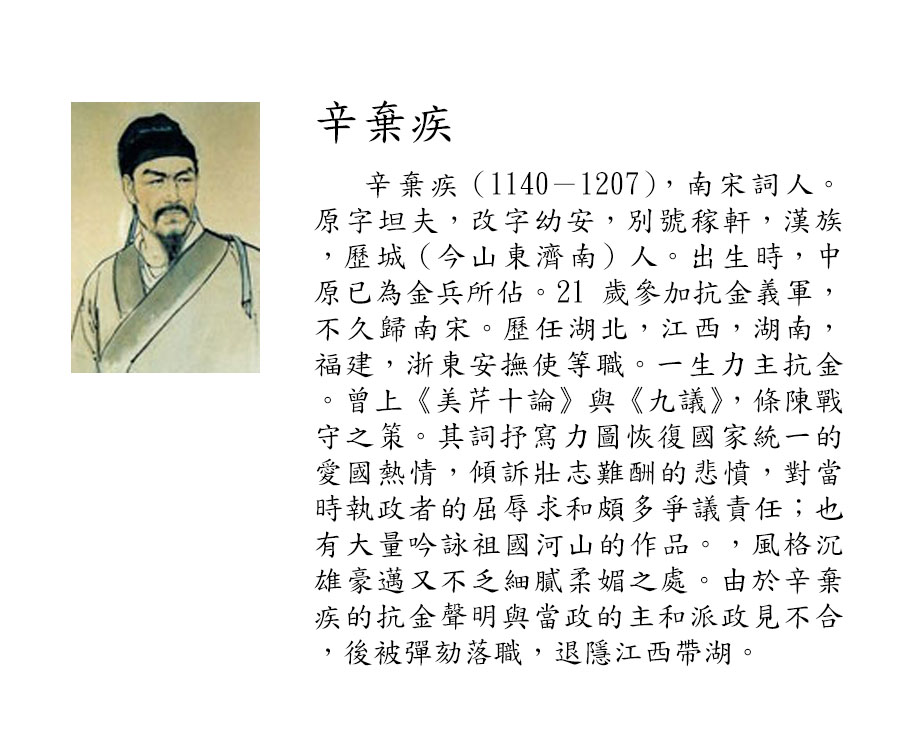 辛棄疾
辛棄疾（1140－1207），南宋詞人。
原字坦夫，改字幼安，別號稼軒，漢族
，歷城（今山東濟南）人。出生時，中
原已為金兵所佔。21 歲參加抗金義軍，
不久歸南宋。歷任湖北，江西，湖南，
福建，浙東安撫使等職。一生力主抗金
。曾上《美芹十論》與《九議》，條陳戰
守之策。其詞抒寫力圖恢復國家統一的
愛國熱情，傾訴壯志難酬的悲憤，對當
時執政者的屈辱求和頗多爭議責任；也
有大量吟詠祖國河山的作品。，風格沉
雄豪邁又不乏細膩柔媚之處。由於辛棄
疾的抗金聲明與當政的主和派政見不合
，後被彈劾落職，退隱江西帶湖。